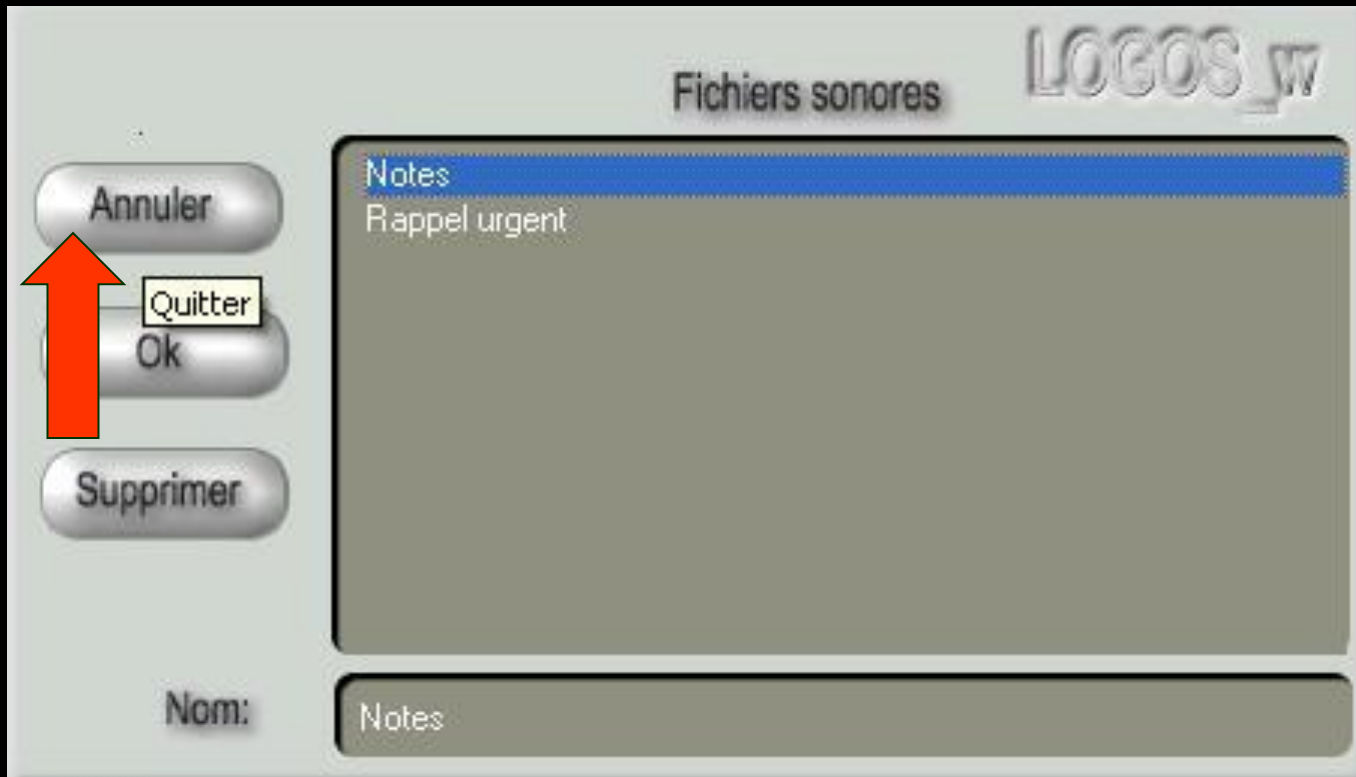 LOGOS_w
Fichiers sonores
Annuler
Quitter
Ok
Supprimer
Notes
Rappel urgent
Nom:
Notes